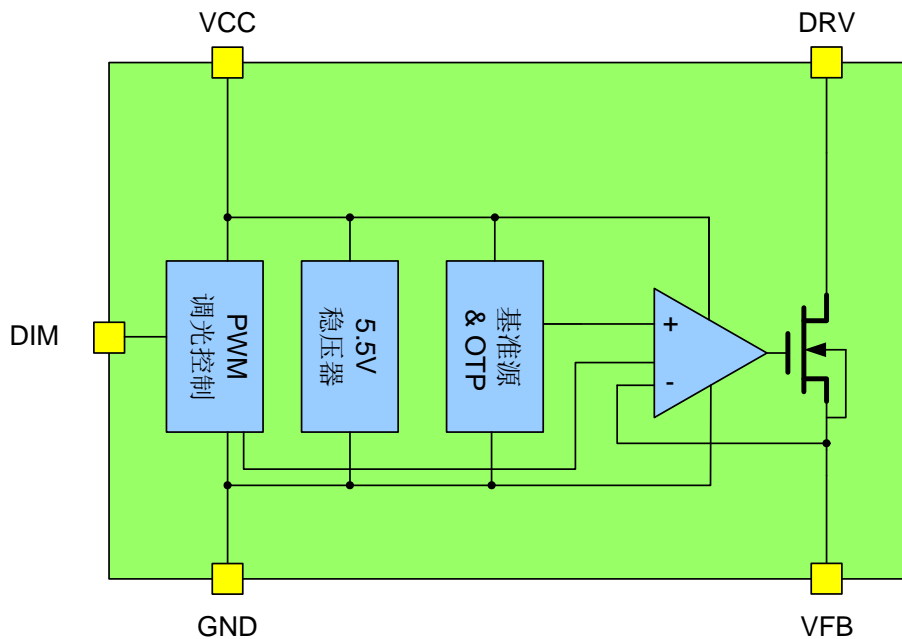 VCC
DRV
DIM
PWM
调光控制
5.5V
稳压器
基准源
& OTP
+
-
GND
VFB